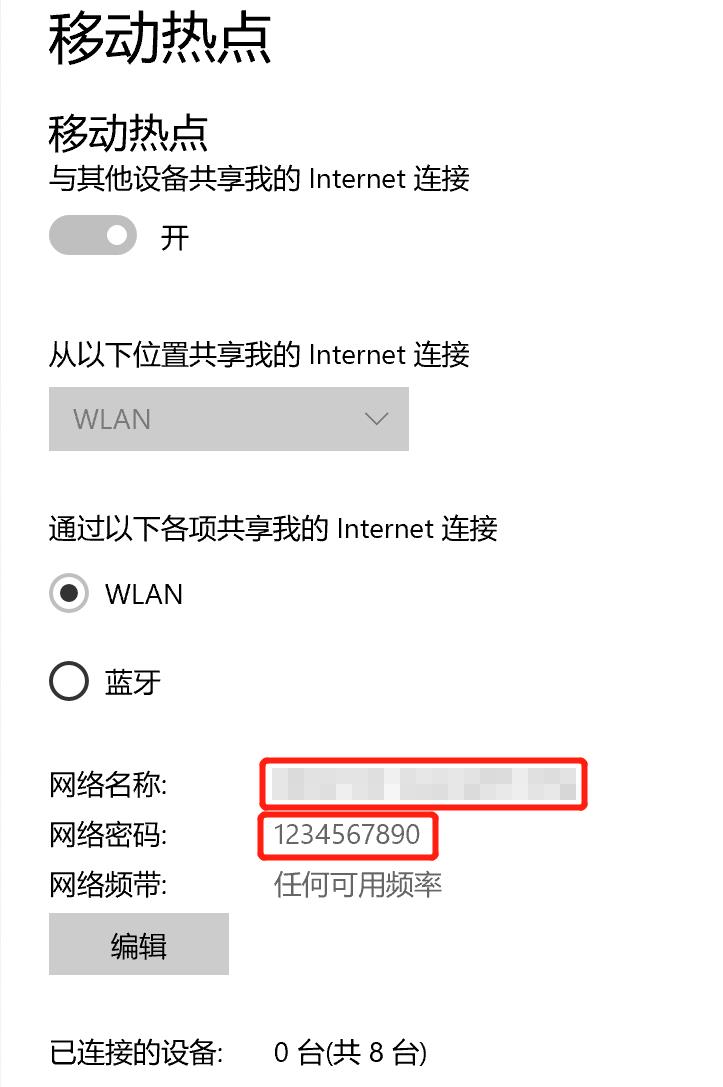 移动热点
移动热点
与其他设备共享我的 Internet 连接
开
从以下位置共享我的 Internet 连接
WLAN
通过以下各项共享我的 Internet 连接
WLAN
蓝牙
网络名称:
网络密码: 1234567890
网络频带: 任何可用频率
编辑
已连接的设备: 0 台(共 8 台)